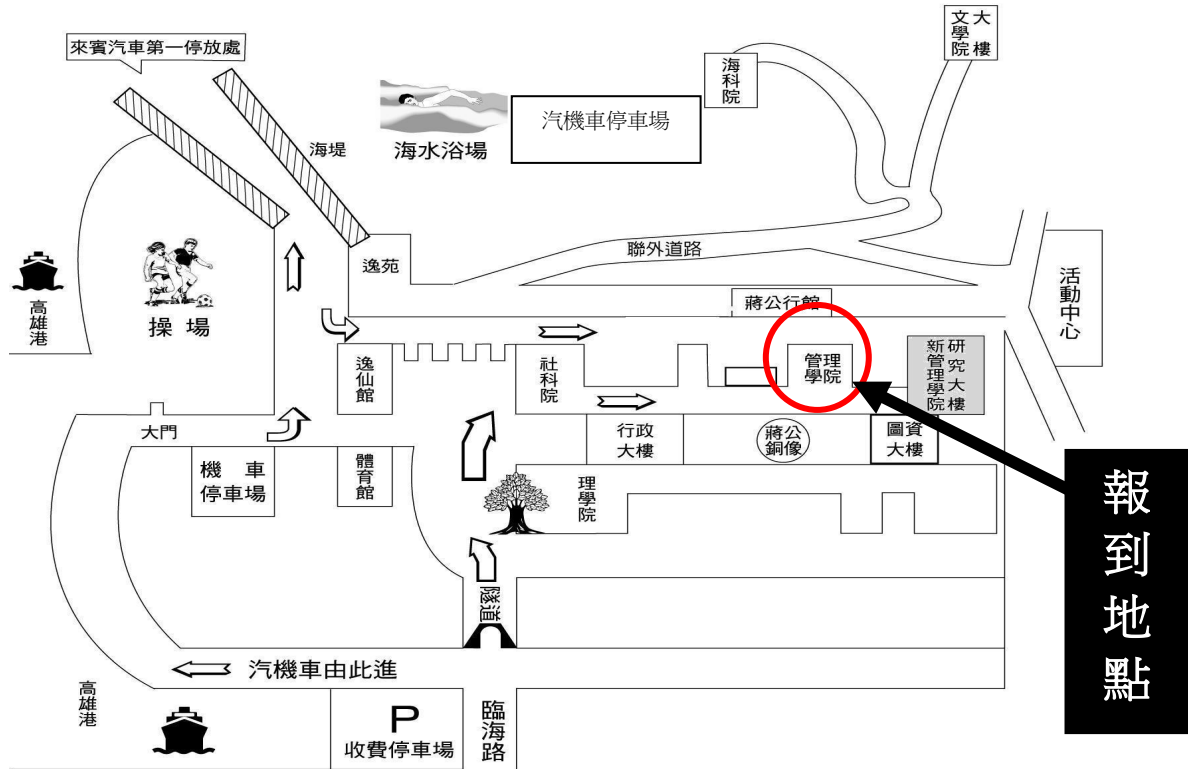 來賓汽車第一停放處
海堤
海水浴場
汽機車停車場
海科院
文學院
大樓
高雄港
操場
逸苑
聯外道路
蔣公行館
活動中心
逸仙館
社科院
管理
學院
新管理學院
研究大樓
大門
機車
停車場
體育館
行政
大樓
蔣公
銅像
圖資
大樓
理學院
報到地點
隧道
汽機車由此進
高雄港
P
收費停車場
臨海路